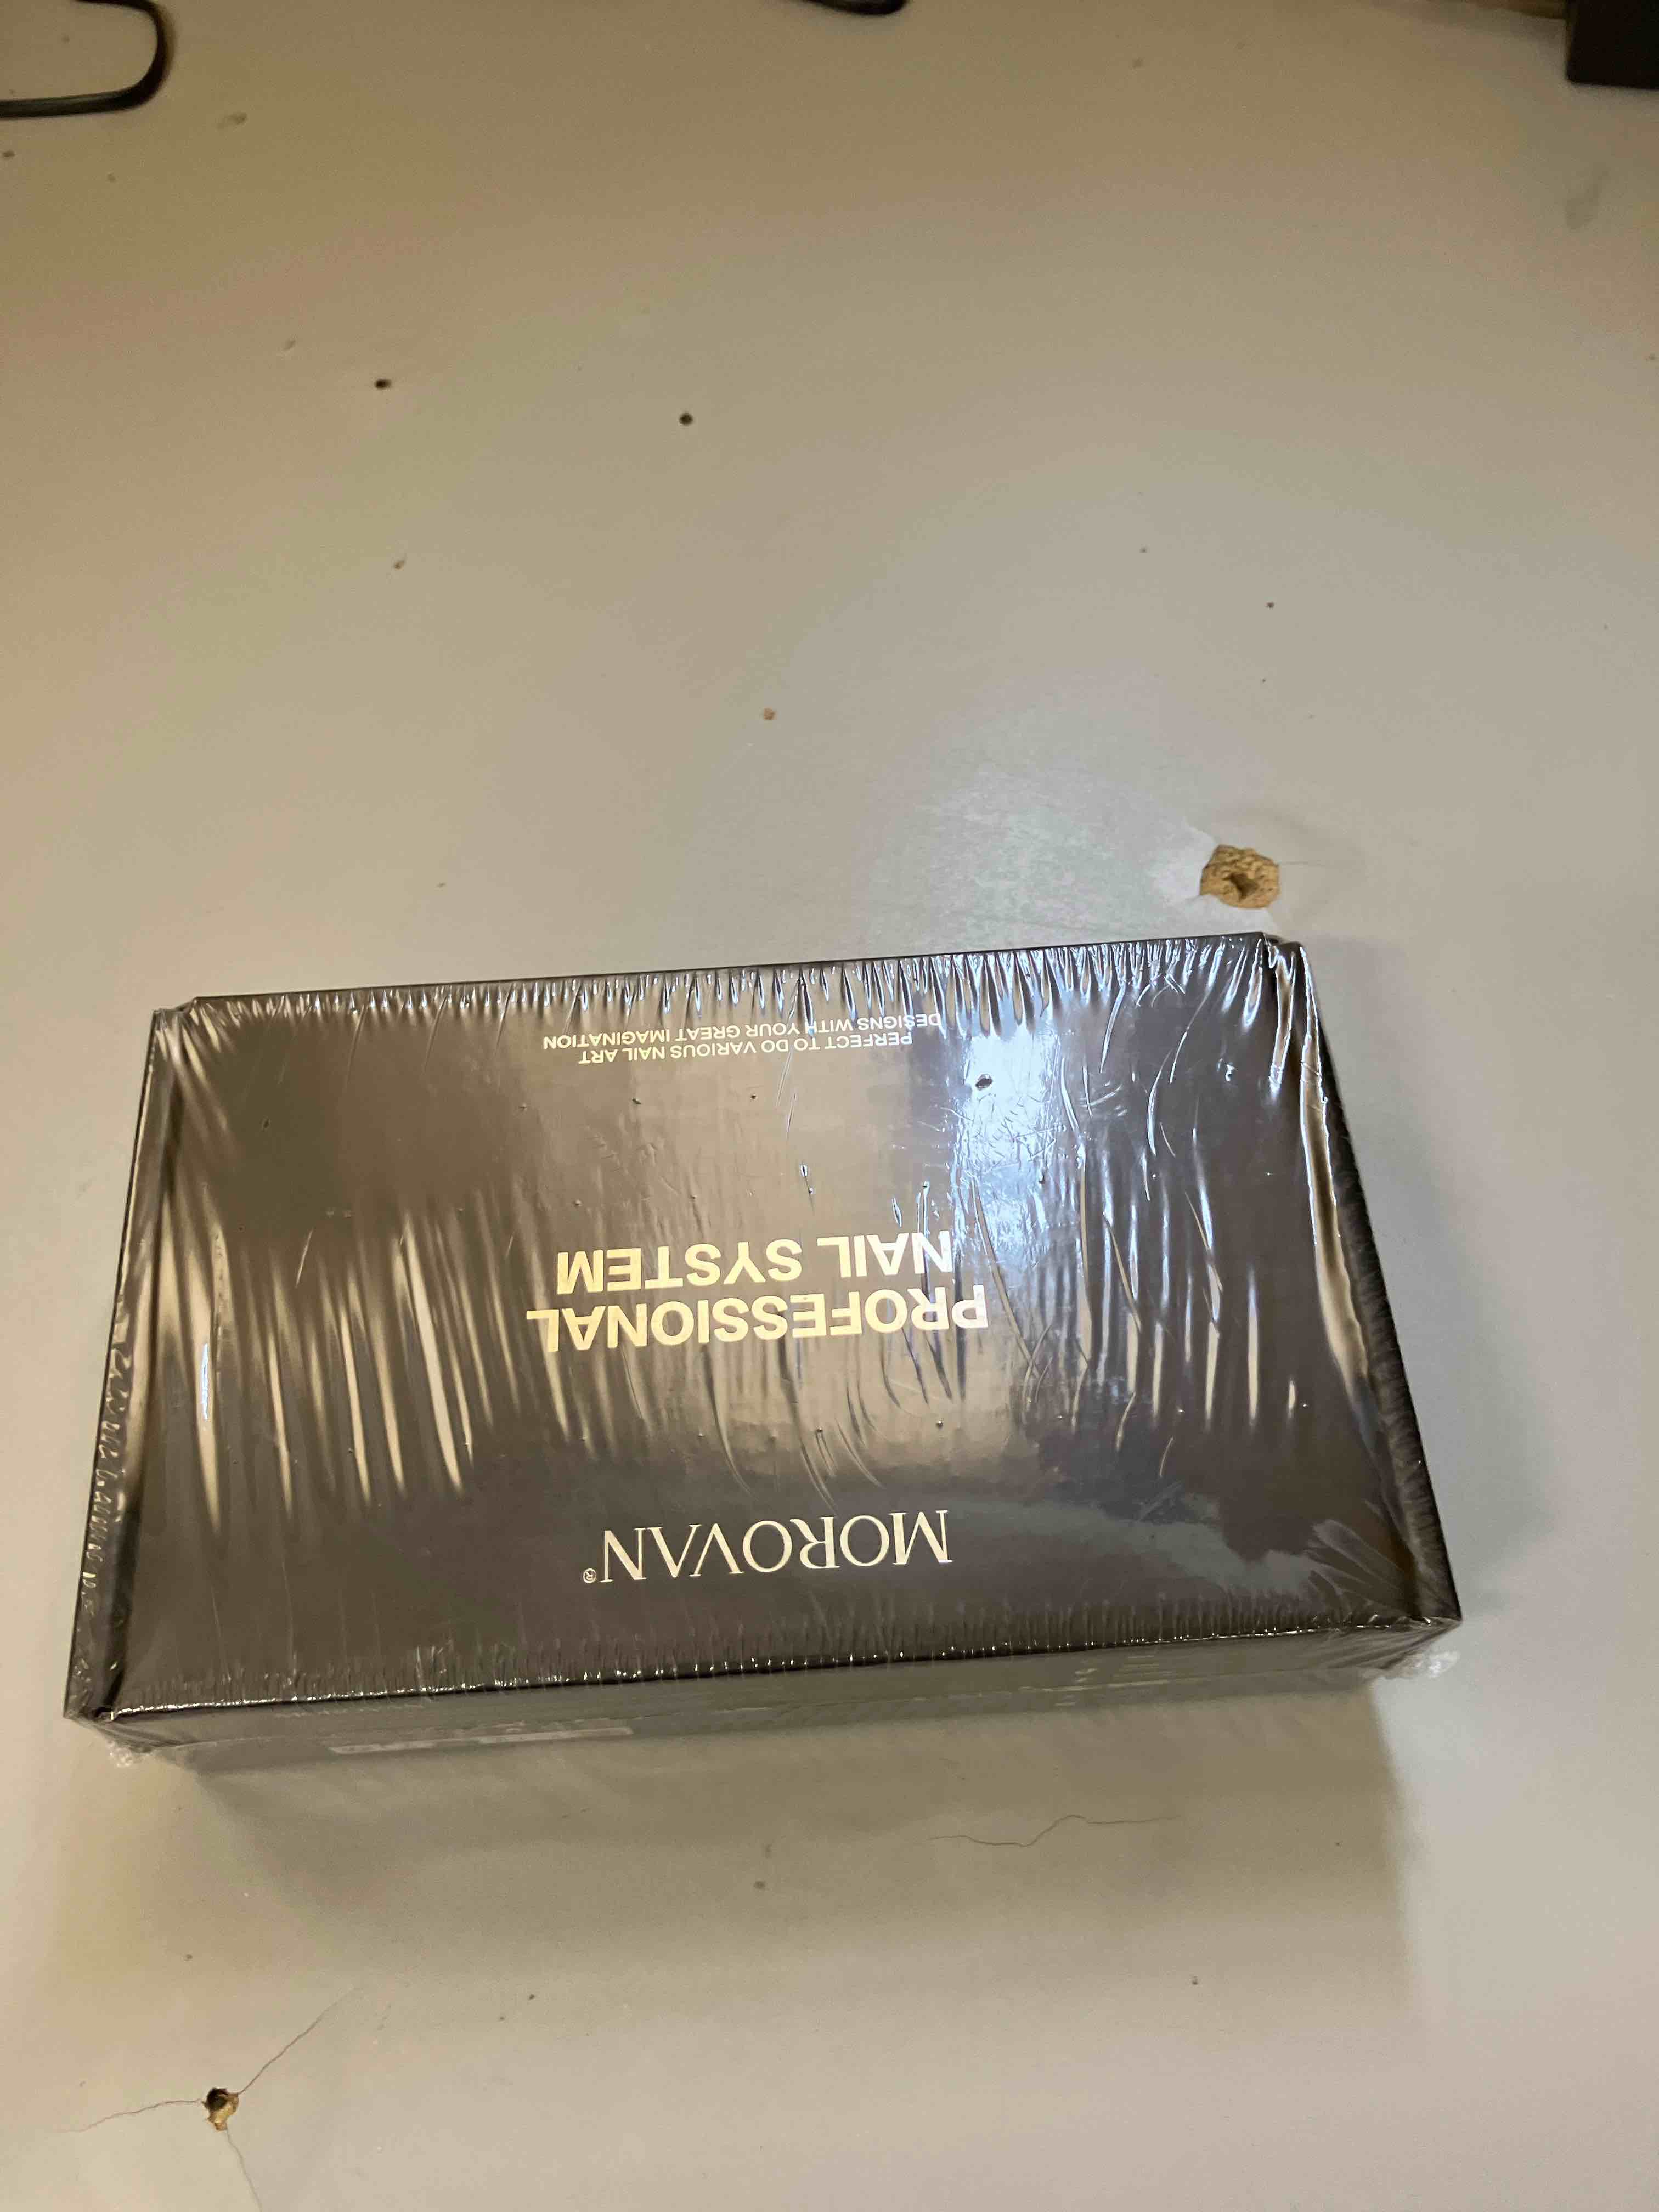 MOROVAN®
PROFESSIONAL
NAIL SYSTEM
PERFECT TO DO VARIOUS NAIL ART
DESIGNS WITH YOUR GREAT IMAGINATION